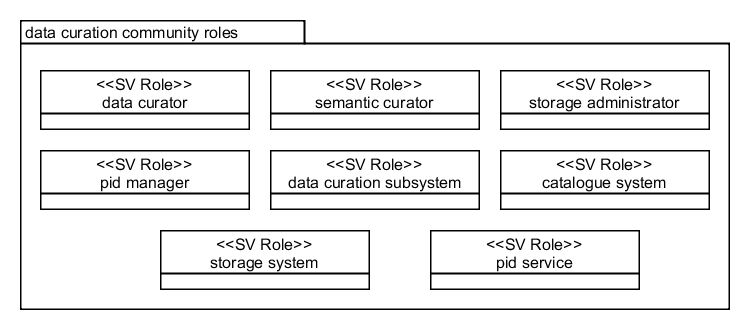 data curation community roles
<<SV Role>>
data curator
<<SV Role>>
semantic curator
<<SV Role>>
storage administrator
<<SV Role>>
pid manager
<<SV Role>>
data curation subsystem
<<SV Role>>
catalogue system
<<SV Role>>
storage system
<<SV Role>>
pid service